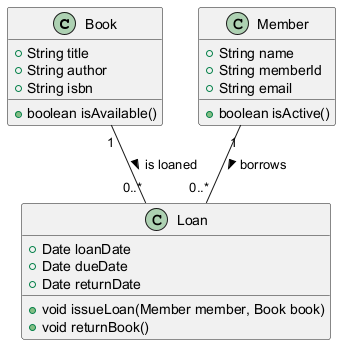 C Book
String title
String author
String isbn
boolean isAvailable()
C Member
String name
String memberId
String email
boolean isActive()
1
is loaned
0..*
1
borrows
0..*
C Loan
Date loanDate
Date dueDate
Date returnDate
void issueLoan(Member member, Book book)
void returnBook()